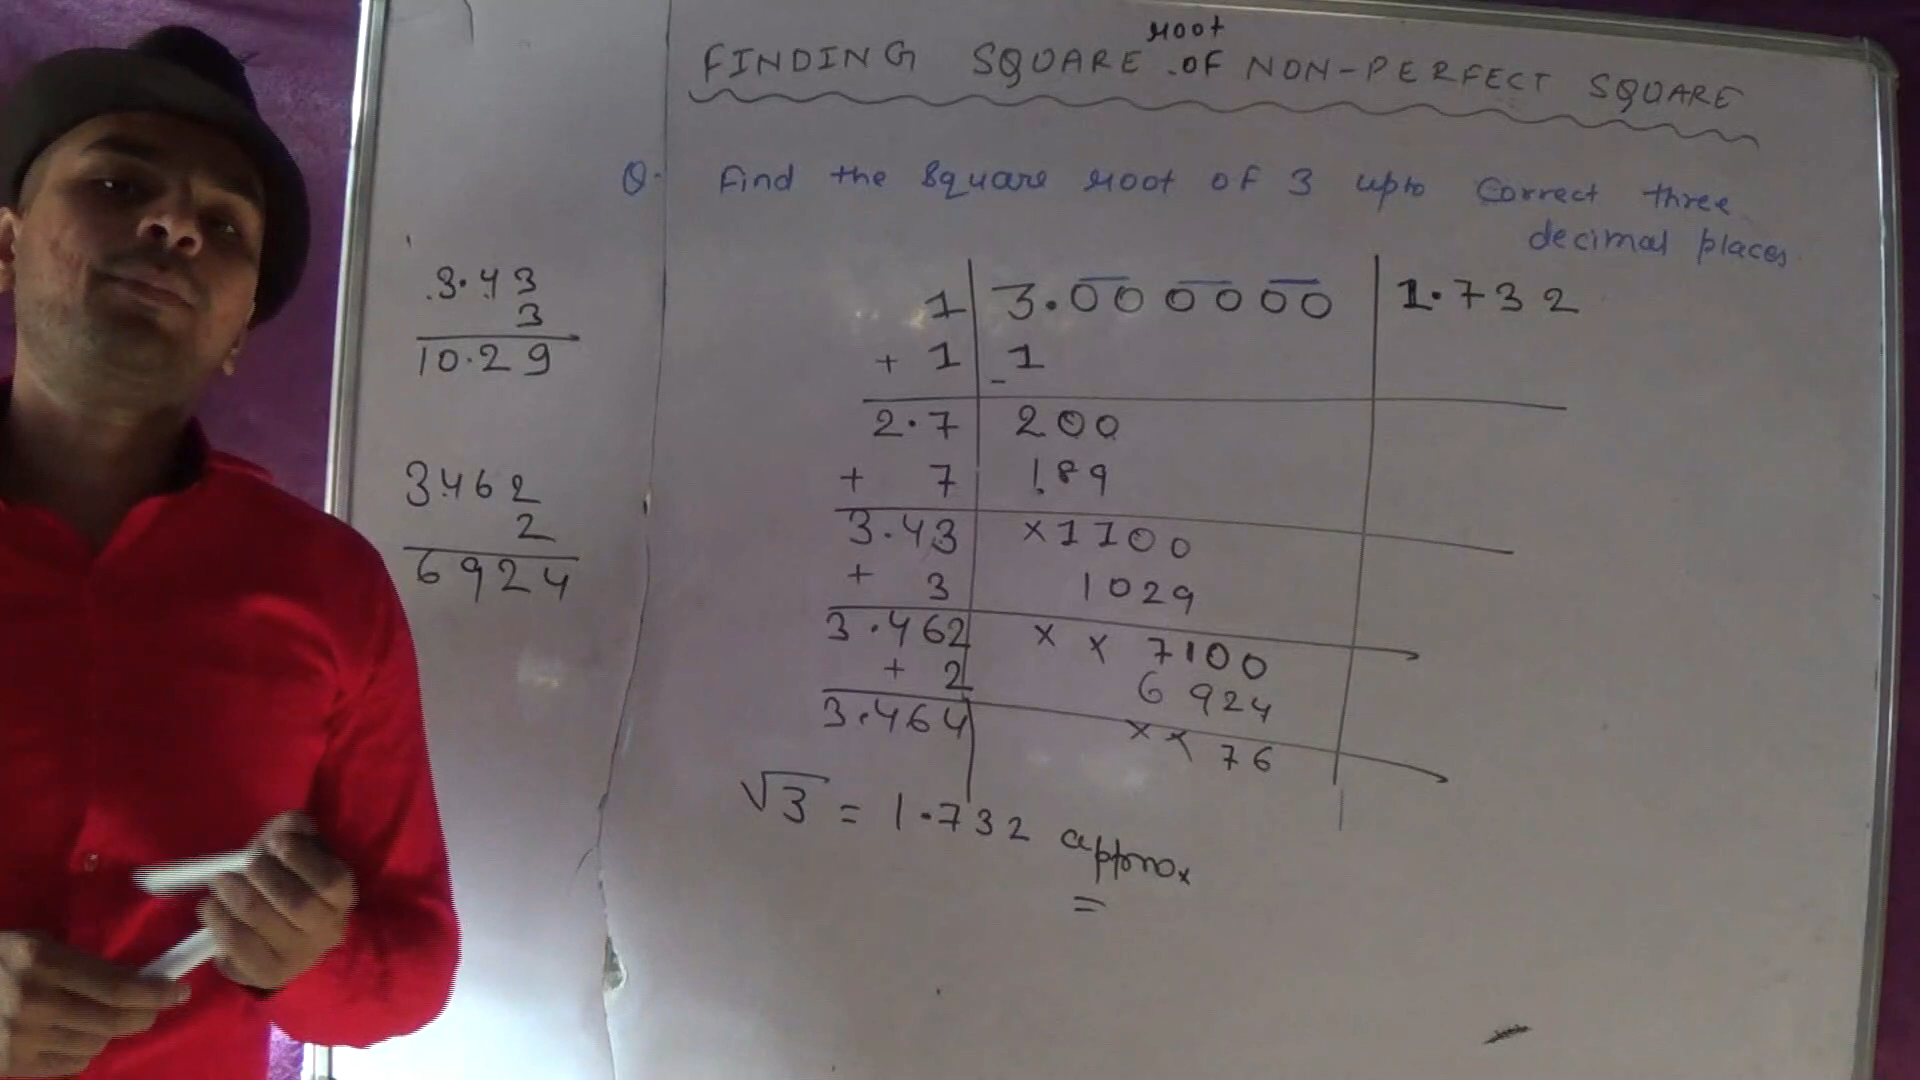 FINDING SQUARE root OF NON-PERFECT SQUARE
Q. Find the square root of 3 upto correct three
decimal places
3.43
3
10.29
3462
2
6924
1 3.000000 1.732
+ 1 - 1
2.7 200
+ 7 189
3.43 x1100
+ 3 1029
3.462 x x 7100
+ 2 6924
3.464 x x 76
√3 = 1.732 approx
=